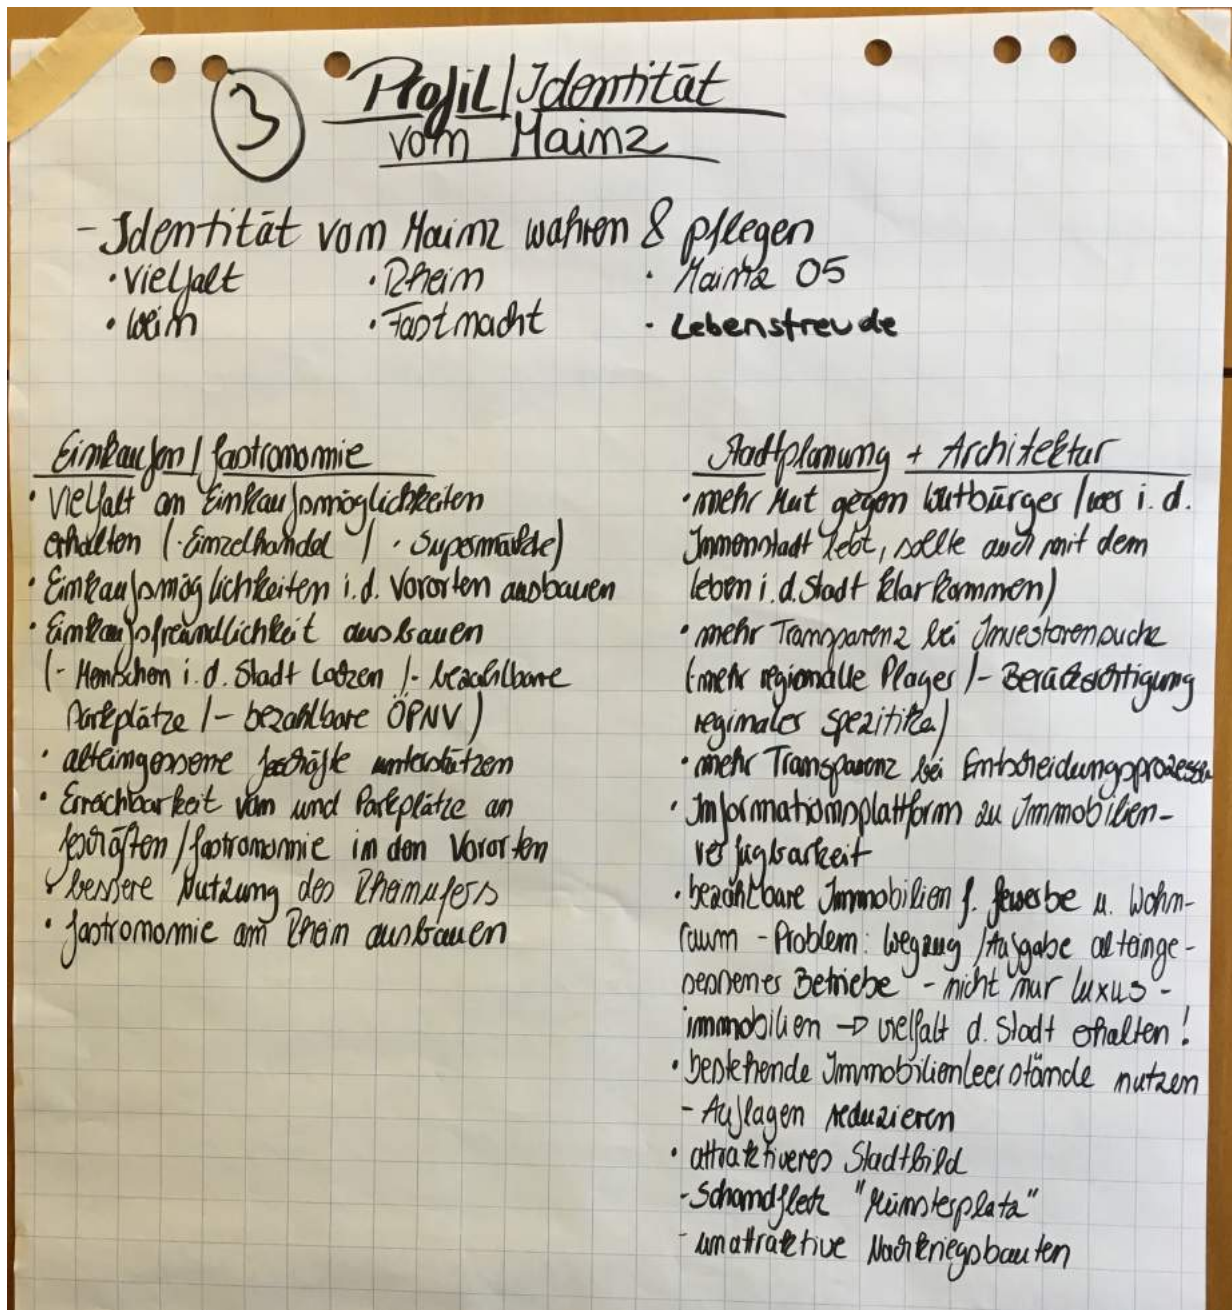 3
Profil/Identität
von Mainz
- Identität von Mainz wahren & pflegen
· Vielfalt · Rhein · Mainz 05
· Wein · Fastnacht · Lebensfreude
Einkaufen/Gastronomie
· Vielfalt an Einkaufsmöglichkeiten
erhalten (· Einzelhandel / · Supermärkte)
· Einkaufsmöglichkeiten i.d. Vororten ausbauen
· Einkaufsfreundlichkeit ausbauen
(- Menschen i.d. Stadt locken /- bezahlbare
Parkplätze /- bezahlbare ÖPNV)
· alteingessene Geschäfte unterstützen
· Erreichbarkeit von und Parkplätze an
Geschäften/Gastronomie in den Vororten
· bessere Nutzung des Rheinufers
· Gastronomie am Rhein ausbauen
Stadtplanung + Architektur
· mehr Mut gegen Wutbürger (wer i.d.
Innenstadt lebt, sollte auch mit dem
leben i.d. Stadt klarkommen)
· mehr Transparenz bei Investorensuche
(- mehr regionalle Plager /- Berücksichtigung
regionaler Spezifika)
· mehr Transparenz bei Entscheidungsprozessen
· Informationsplattform zu Immobilien-
verfügbarkeit
· bezahlbare Immobilien f. Gewerbe u. Wohn-
raum - Problem: Wegzug/Aufgabe alteinge-
sessener Betriebe - nicht nur Luxus-
immobilien → Vielfalt d. Stadt erhalten!
· bestehende Immobilienleerstände nutzen
- Auflagen reduzieren
· attraktiveres Stadtbild
- Schandfleck "Münsterplatz"
- unattraktive Nachkriegsbauten